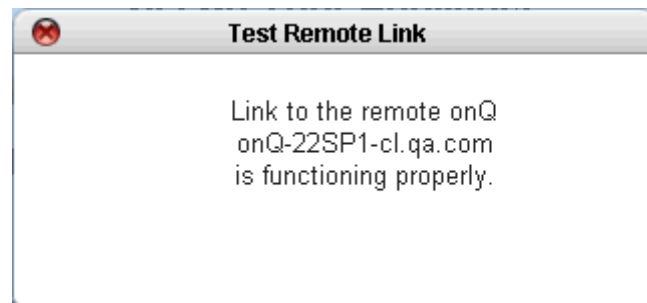 Test Remote Link
Link to the remote onQ
onQ-22SP1-cl.qa.com
is functioning properly.